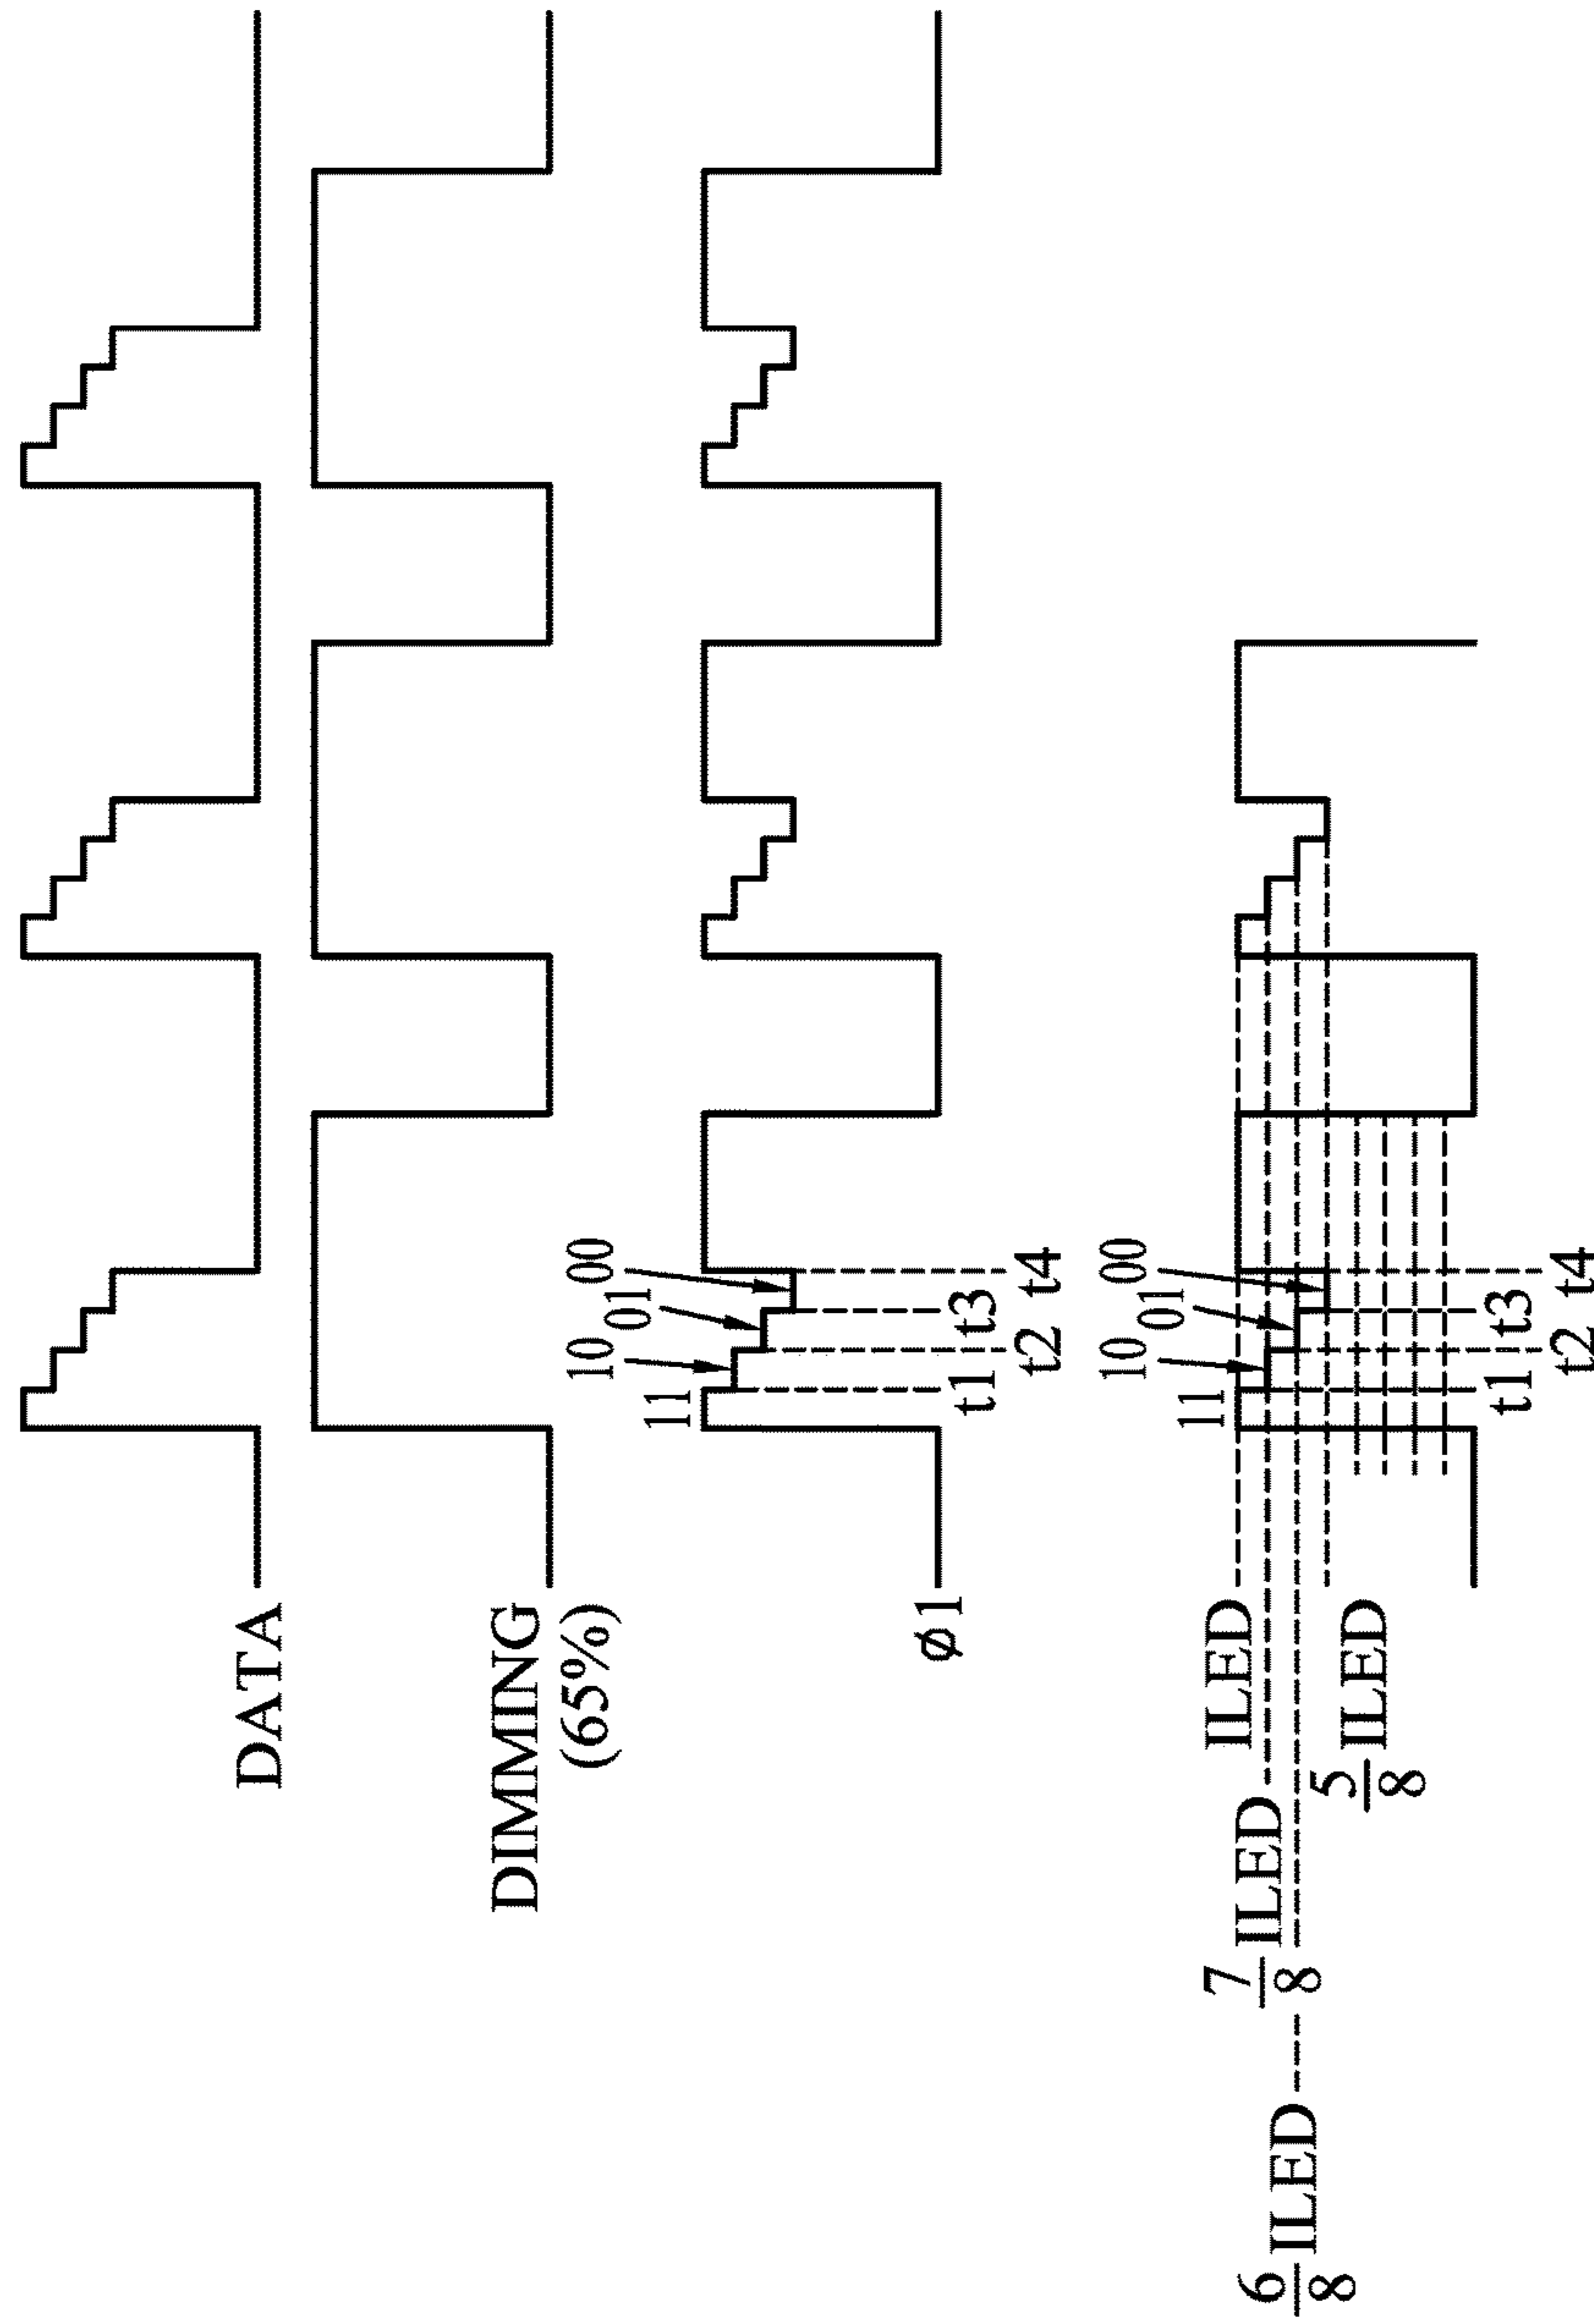 DATA
DIMMING
(65%)
11
10
01
00
ø1
t1
t2
t3
t4
11
10
01
00
ILED
7/8 ILED
6/8 ILED
5/8 ILED
t1
t2
t3
t4